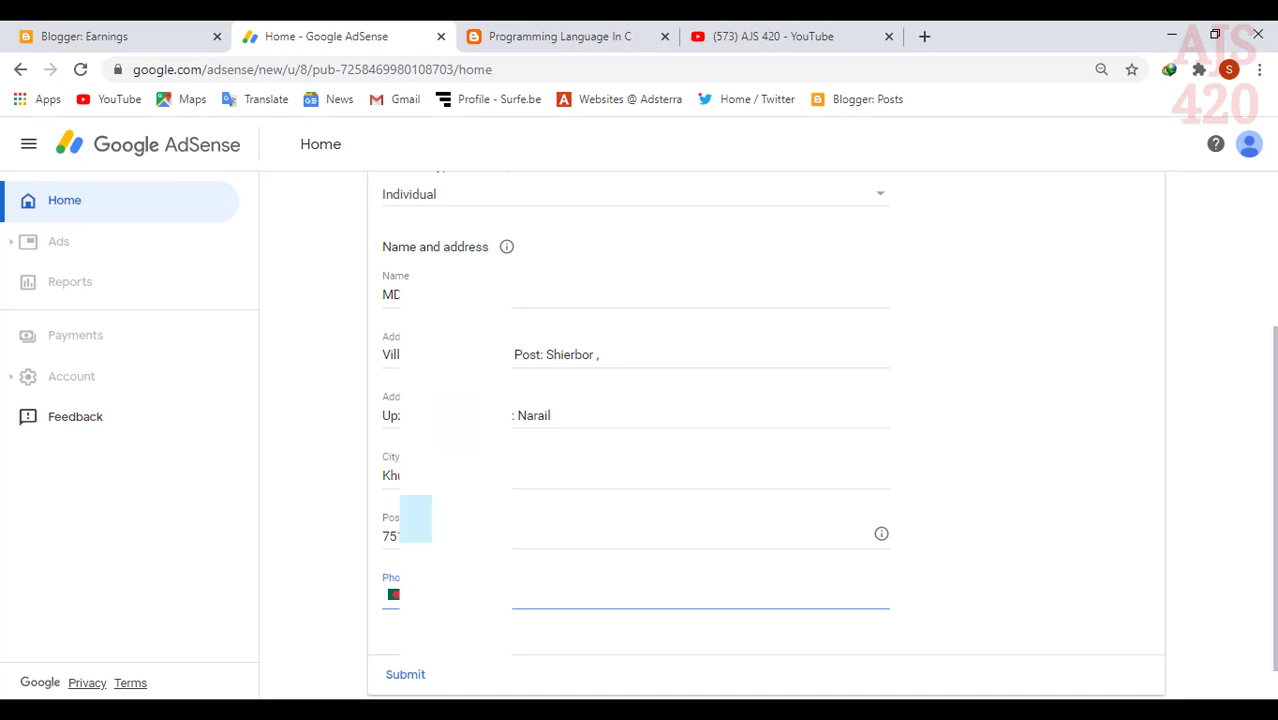 Blogger: Earnings
Home - Google AdSense
Programming Language In C
(573) AJS 420 - YouTube
google.com/adsense/new/u/8/pub-7258469980108703/home
S
AJS
420
Apps
YouTube
Maps
Translate
News
Gmail
Profile - Surfe.be
Websites @ Adsterra
Home / Twitter
Blogger: Posts
Google AdSense
Home
Home
Ads
Reports
Payments
Account
Feedback
Google Privacy Terms
Individual
Name and address
Name
MD
Add
Vill Post: Shierbor ,
Add
: Narail
City
Khu
Pos
75
Pho
Submit